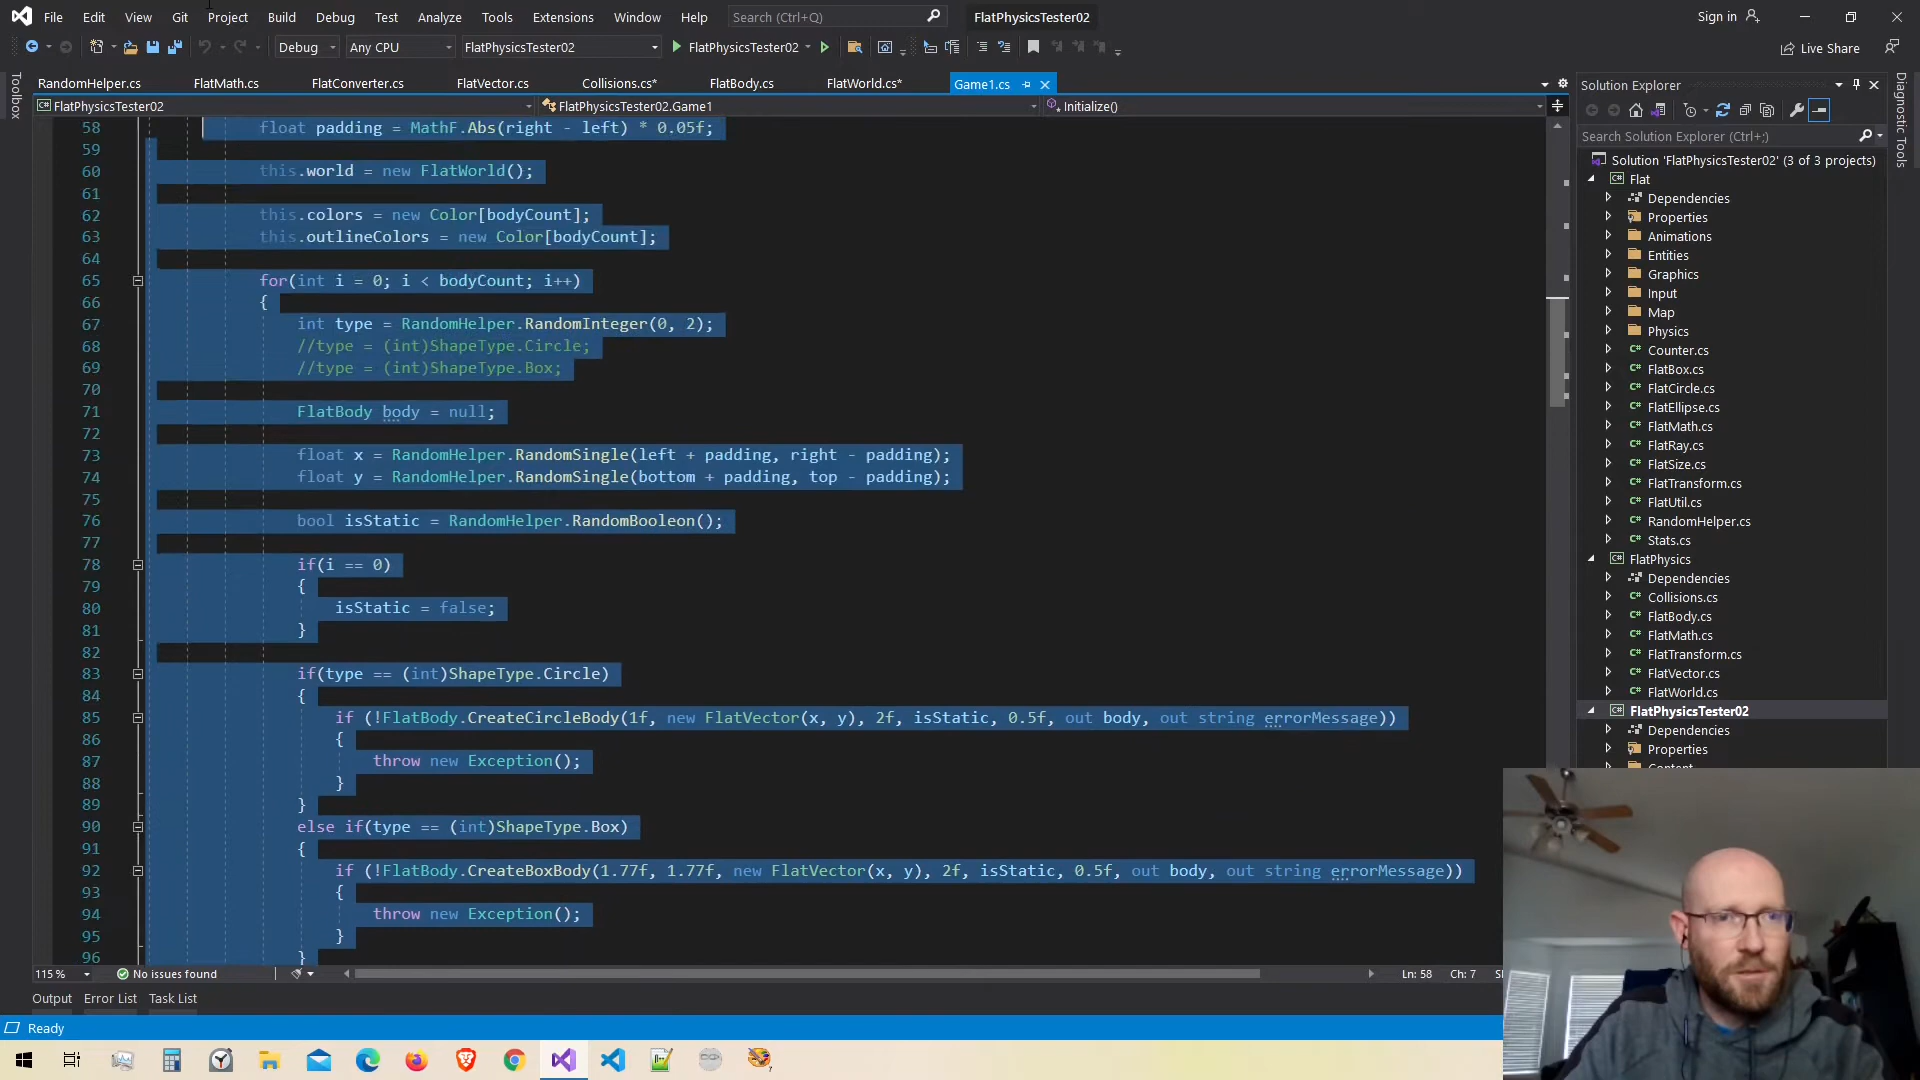 File Edit View Git Project Build Debug Test Analyze Tools Extensions Window Help Search (Ctrl+Q) FlatPhysicsTester02 Sign in
Debug Any CPU FlatPhysicsTester02 FlatPhysicsTester02 Live Share
RandomHelper.cs FlatMath.cs FlatConverter.cs FlatVector.cs Collisions.cs* FlatBody.cs FlatWorld.cs* Game1.cs
FlatPhysicsTester02 FlatPhysicsTester02.Game1 Initialize()
58 float padding = MathF.Abs(right - left) * 0.05f;
59
60 this.world = new FlatWorld();
61
62 this.colors = new Color[bodyCount];
63 this.outlineColors = new Color[bodyCount];
64
65 for(int i = 0; i < bodyCount; i++)
66 {
67 int type = RandomHelper.RandomInteger(0, 2);
68 //type = (int)ShapeType.Circle;
69 //type = (int)ShapeType.Box;
70
71 FlatBody body = null;
72
73 float x = RandomHelper.RandomSingle(left + padding, right - padding);
74 float y = RandomHelper.RandomSingle(bottom + padding, top - padding);
75
76 bool isStatic = RandomHelper.RandomBooleon();
77
78 if(i == 0)
79 {
80 isStatic = false;
81 }
82
83 if(type == (int)ShapeType.Circle)
84 {
85 if (!FlatBody.CreateCircleBody(1f, new FlatVector(x, y), 2f, isStatic, 0.5f, out body, out string errorMessage))
86 {
87 throw new Exception();
88 }
89 }
90 else if(type == (int)ShapeType.Box)
91 {
92 if (!FlatBody.CreateBoxBody(1.77f, 1.77f, new FlatVector(x, y), 2f, isStatic, 0.5f, out body, out string errorMessage))
93 {
94 throw new Exception();
95 }
96 }
115 % No issues found Ln: 58 Ch: 7
Output Error List Task List
Ready
Toolbox
Solution Explorer
Search Solution Explorer (Ctrl+;)
Solution 'FlatPhysicsTester02' (3 of 3 projects)
Flat
Dependencies
Properties
Animations
Entities
Graphics
Input
Map
Physics
Counter.cs
FlatBox.cs
FlatCircle.cs
FlatEllipse.cs
FlatMath.cs
FlatRay.cs
FlatSize.cs
FlatTransform.cs
FlatUtil.cs
RandomHelper.cs
Stats.cs
FlatPhysics
Dependencies
Collisions.cs
FlatBody.cs
FlatMath.cs
FlatTransform.cs
FlatVector.cs
FlatWorld.cs
FlatPhysicsTester02
Dependencies
Properties
Diagnostic Tools